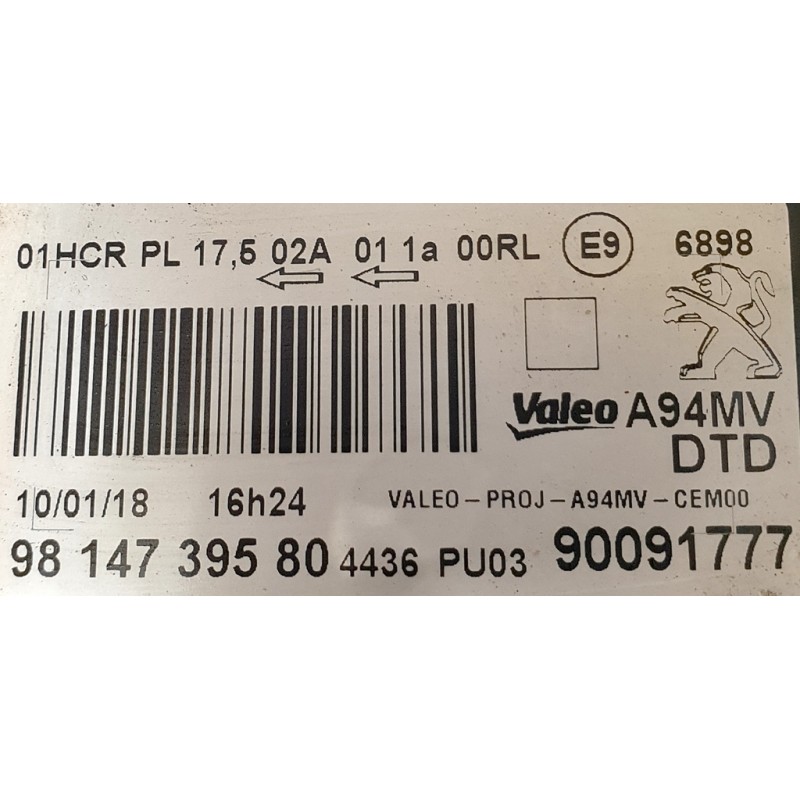 01HCR PL 17,5 02A 01 1a 00RL E9 6898
Valeo A94MV
DTD
10/01/18 16h24 VALEO-PROJ-A94MV-CEM00
98 147 395 80 4436 PU03 90091777